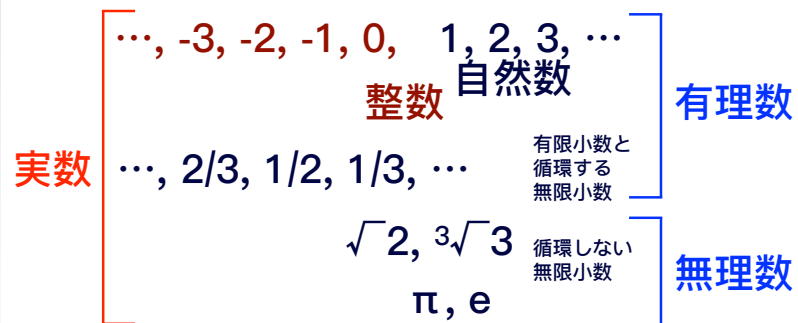 …, -3, -2, -1, 0, 1, 2, 3, …
整数 自然数
有理数
実数
…, 2/3, 1/2, 1/3, …
有限小数と
循環する
無限小数
√2, ³√3
循環しない
無限小数
無理数
π, e